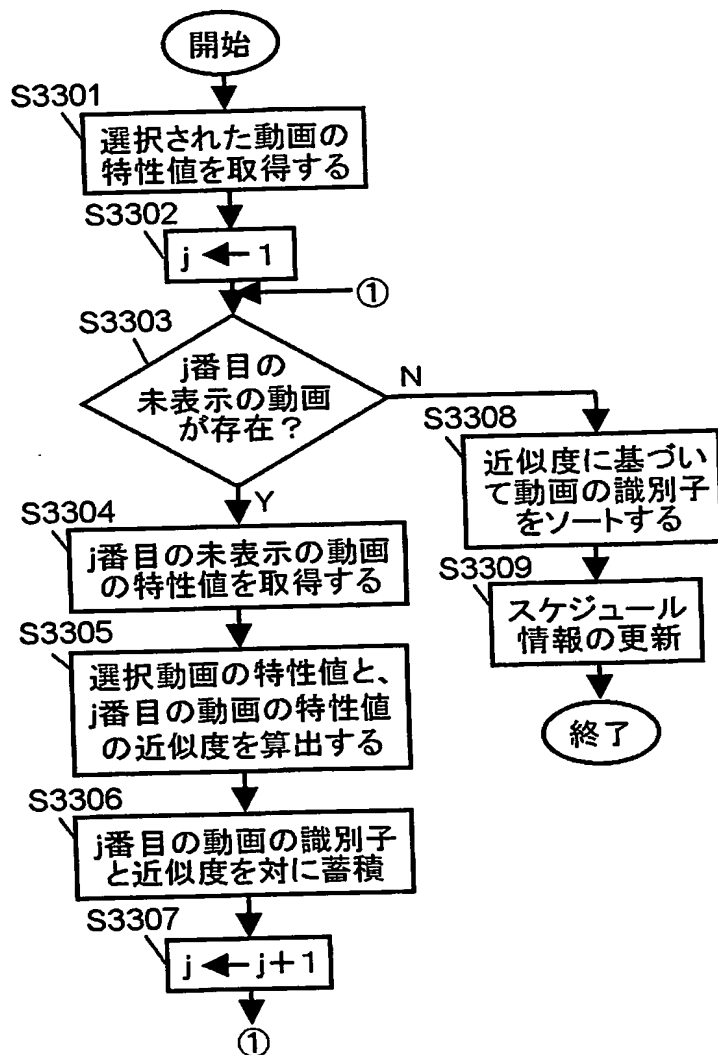 開始
S3301
選択された動画の
特性値を取得する
S3302
j ← 1
①
S3303
j番目の
未表示の動画
が存在？
N
Y
S3304
j番目の未表示の動画
の特性値を取得する
S3305
選択動画の特性値と、
j番目の動画の特性値
の近似度を算出する
S3306
j番目の動画の識別子
と近似度を対に蓄積
S3307
j ← j＋1
①
S3308
近似度に基づい
て動画の識別子
をソートする
S3309
スケジュール
情報の更新
終了